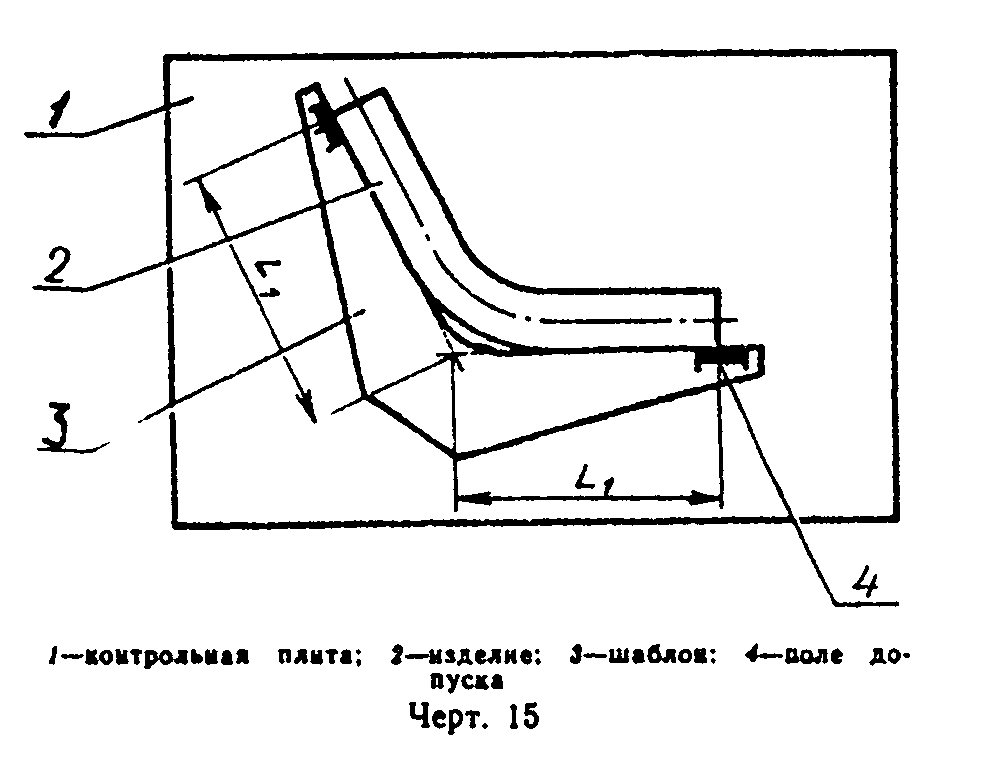 1
2
L1
3
L1
4
1—контрольная плита; 2—изделие; 3—шаблон; 4—поле до-
пуска
Черт. 15